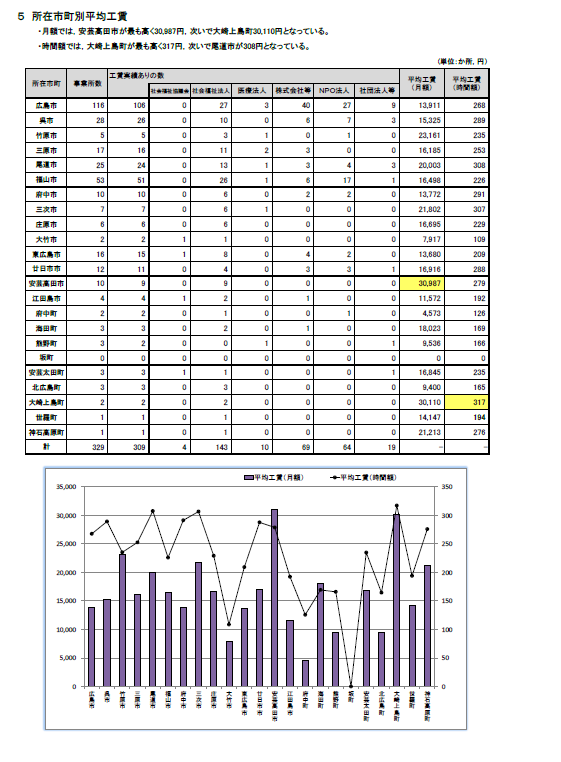 5 所在市町別平均工賃
・月額では，安芸高田市が最も高く30,987円，次いで大崎上島町30,110円となっている。
・時間額では，大崎上島町が最も高く317円，次いで尾道市が308円となっている。
（単位：か所，円）
所在市町 事業所数 工賃実績ありの数 平均工賃（月額） 平均工賃（時間額）
社会福祉協議会 社会福祉法人 医療法人 株式会社等 NPO法人 社団法人等
広島市 116 106 0 27 3 40 27 9 13,911 268
呉市 28 26 0 10 0 6 7 3 15,325 289
竹原市 5 5 0 3 1 0 1 0 23,161 235
三原市 17 16 0 11 2 3 0 0 16,185 253
尾道市 25 24 0 13 1 3 4 3 20,003 308
福山市 53 51 0 26 1 6 17 1 16,498 226
府中市 10 10 0 6 0 2 2 0 13,772 291
三次市 7 7 0 6 1 0 0 0 21,802 307
庄原市 6 6 0 6 0 0 0 0 16,695 229
大竹市 2 2 1 1 0 0 0 0 7,917 109
東広島市 16 15 1 8 0 4 2 0 13,680 209
廿日市市 12 11 0 4 0 3 3 1 16,916 288
安芸高田市 10 9 0 9 0 0 0 0 30,987 279
江田島市 4 4 1 2 0 1 0 0 11,572 192
府中町 2 2 0 1 0 0 1 0 4,573 126
海田町 3 3 0 2 0 1 0 0 18,023 169
熊野町 3 2 0 0 1 0 0 1 9,536 166
坂町 0 0 0 0 0 0 0 0 0 0
安芸太田町 3 3 1 1 0 0 0 1 16,845 235
北広島町 3 3 0 3 0 0 0 0 9,400 165
大崎上島町 2 2 0 2 0 0 0 0 30,110 317
世羅町 1 1 0 1 0 0 0 0 14,147 194
神石高原町 1 1 0 1 0 0 0 0 21,213 276
計 329 309 4 143 10 69 64 19 - -
平均工賃（月額） 平均工賃（時間額）
35,000 350
30,000 300
25,000 250
20,000 200
15,000 150
10,000 100
5,000 50
0 0
広島市 呉市 竹原市 三原市 尾道市 福山市 府中市 三次市 庄原市 大竹市 東広島市 廿日市市 安芸高田市 江田島市 府中町 海田町 熊野町 坂町 安芸太田町 北広島町 大崎上島町 世羅町 神石高原町